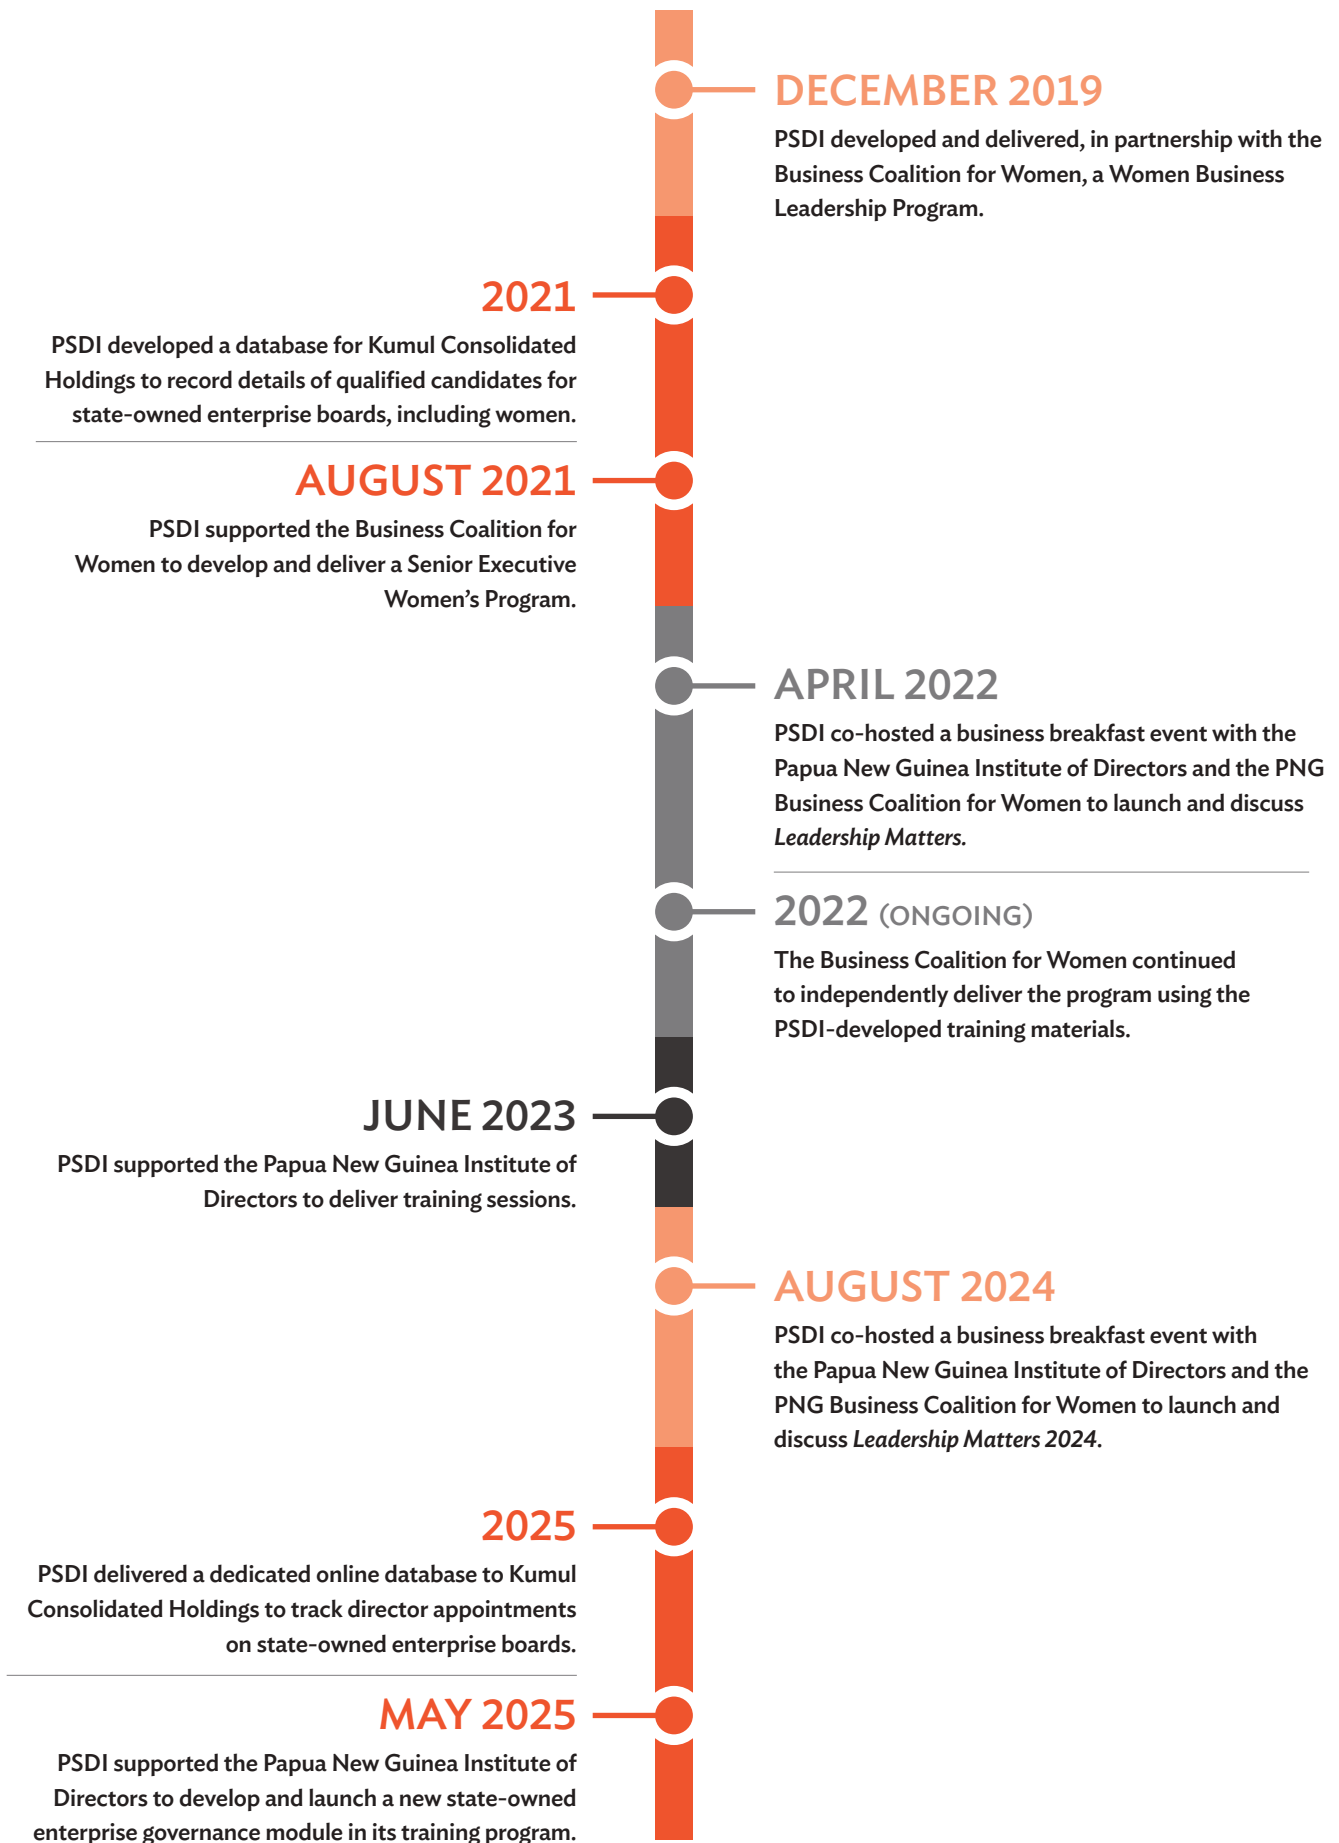 DECEMBER 2019
PSDI developed and delivered, in partnership with the
Business Coalition for Women, a Women Business
Leadership Program.
2021
PSDI developed a database for Kumul Consolidated
Holdings to record details of qualified candidates for
state-owned enterprise boards, including women.
AUGUST 2021
PSDI supported the Business Coalition for
Women to develop and deliver a Senior Executive
Women’s Program.
APRIL 2022
PSDI co-hosted a business breakfast event with the
Papua New Guinea Institute of Directors and the PNG
Business Coalition for Women to launch and discuss
Leadership Matters.
2022 (ONGOING)
The Business Coalition for Women continued
to independently deliver the program using the
PSDI-developed training materials.
JUNE 2023
PSDI supported the Papua New Guinea Institute of
Directors to deliver training sessions.
AUGUST 2024
PSDI co-hosted a business breakfast event with
the Papua New Guinea Institute of Directors and the
PNG Business Coalition for Women to launch and
discuss Leadership Matters 2024.
2025
PSDI delivered a dedicated online database to Kumul
Consolidated Holdings to track director appointments
on state-owned enterprise boards.
MAY 2025
PSDI supported the Papua New Guinea Institute of
Directors to develop and launch a new state-owned
enterprise governance module in its training program.